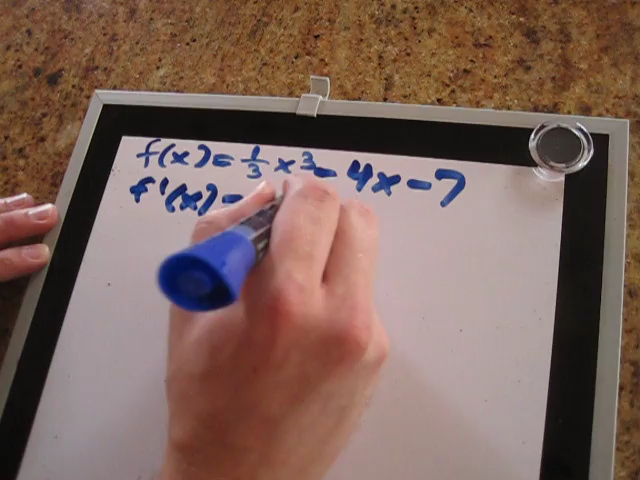 f(x) = 1/3 x³ - 4x - 7
f'(x) =